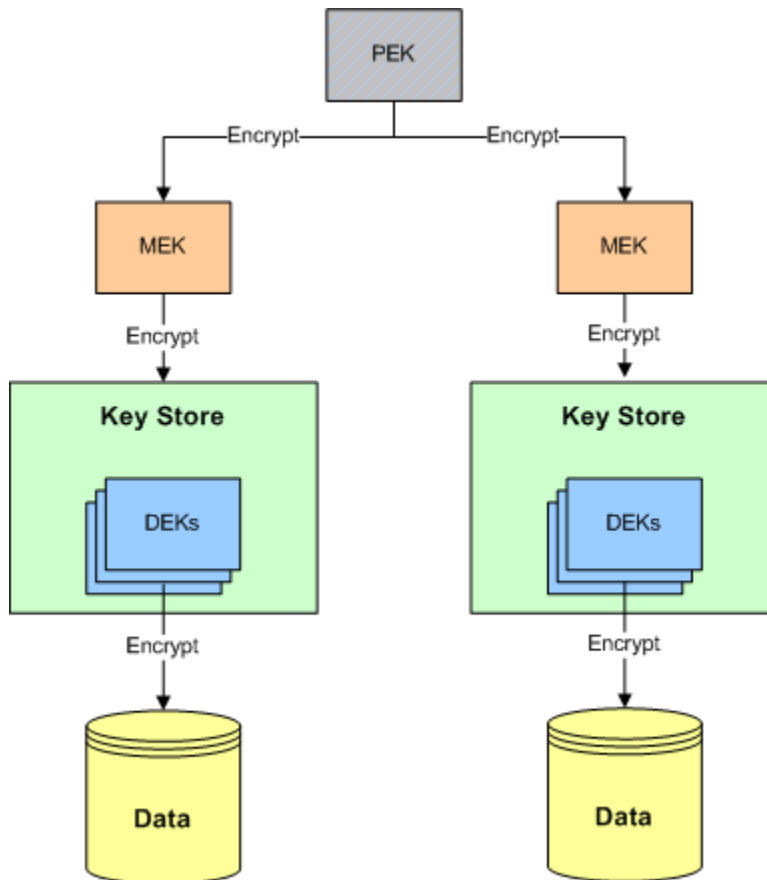 PEK
Encrypt
Encrypt
MEK
MEK
Encrypt
Encrypt
Key Store
Key Store
DEKs
DEKs
Encrypt
Encrypt
Data
Data